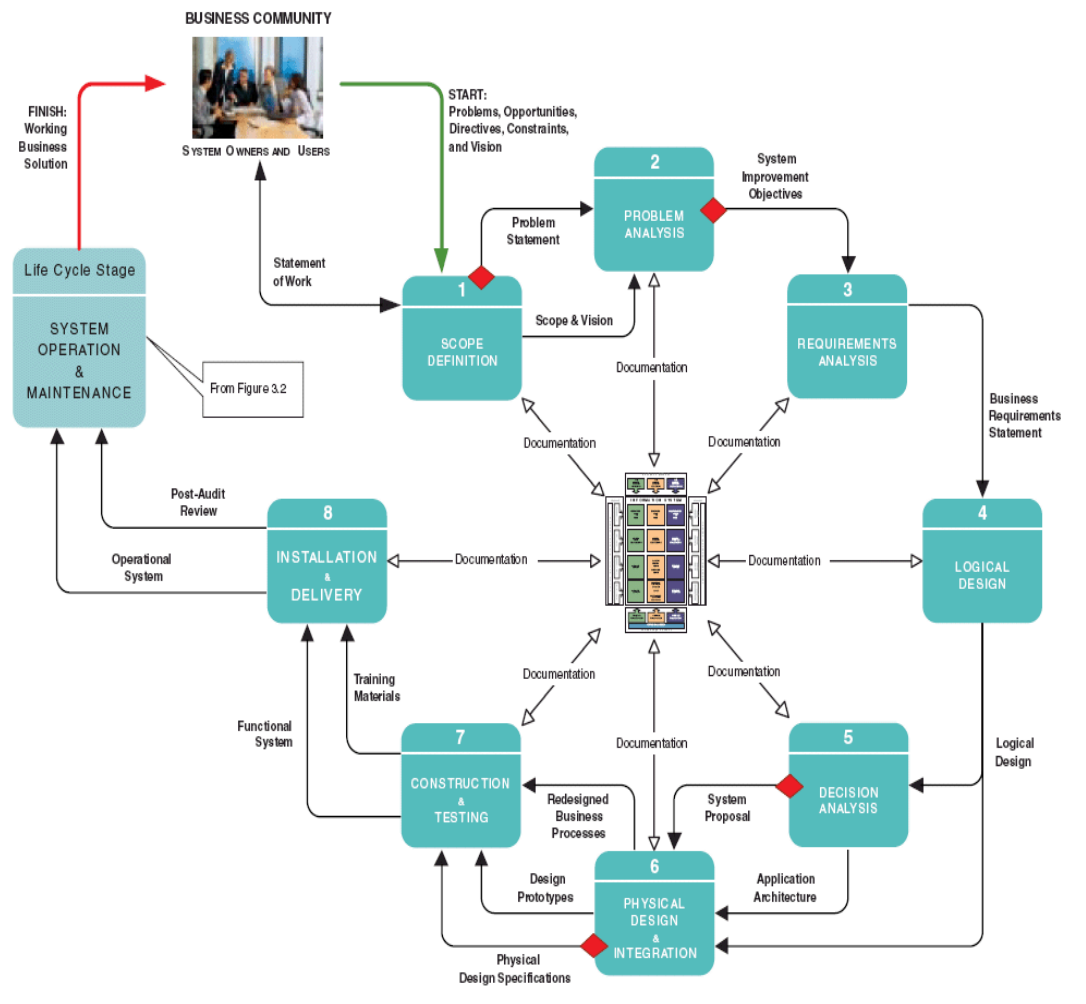 BUSINESS COMMUNITY
SYSTEM OWNERS AND USERS
FINISH:
Working
Business
Solution
START:
Problems, Opportunities,
Directives, Constraints,
and Vision
Statement
of Work
1
SCOPE
DEFINITION
Problem
Statement
Scope & Vision
2
PROBLEM
ANALYSIS
System
Improvement
Objectives
3
REQUIREMENTS
ANALYSIS
Business
Requirements
Statement
Life Cycle Stage
SYSTEM
OPERATION
&
MAINTENANCE
From Figure 3.2
Documentation
Documentation
Documentation
INFORMATION SYSTEM
4
LOGICAL
DESIGN
Documentation
Documentation
8
INSTALLATION
&
DELIVERY
Post-Audit
Review
Operational
System
Training
Materials
Functional
System
Documentation
Documentation
Documentation
Logical
Design
5
DECISION
ANALYSIS
System
Proposal
Application
Architecture
7
CONSTRUCTION
&
TESTING
Redesigned
Business
Processes
Design
Prototypes
6
PHYSICAL
DESIGN
&
INTEGRATION
Physical
Design Specifications